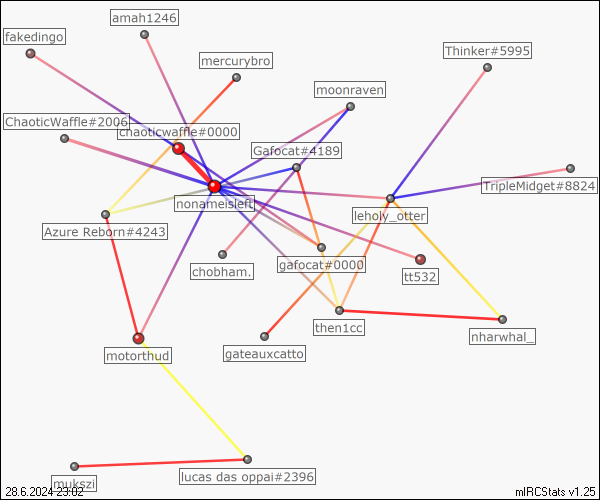 amah1246
fakedingo
Thinker#5995
mercurybro
moonraven
ChaoticWaffle#2006
chaoticwaffle#0000
Gafocat#4189
TripleMidget#8824
nonameisleft
leholy_otter
Azure Reborn#4243
gafocat#0000
chobham.
tt532
then1cc
nharwhal_
motorthud
gateauxcatto
lucas das oppai#2396
mukszi
28.6.2024 23:02
mIRCStats v1.25